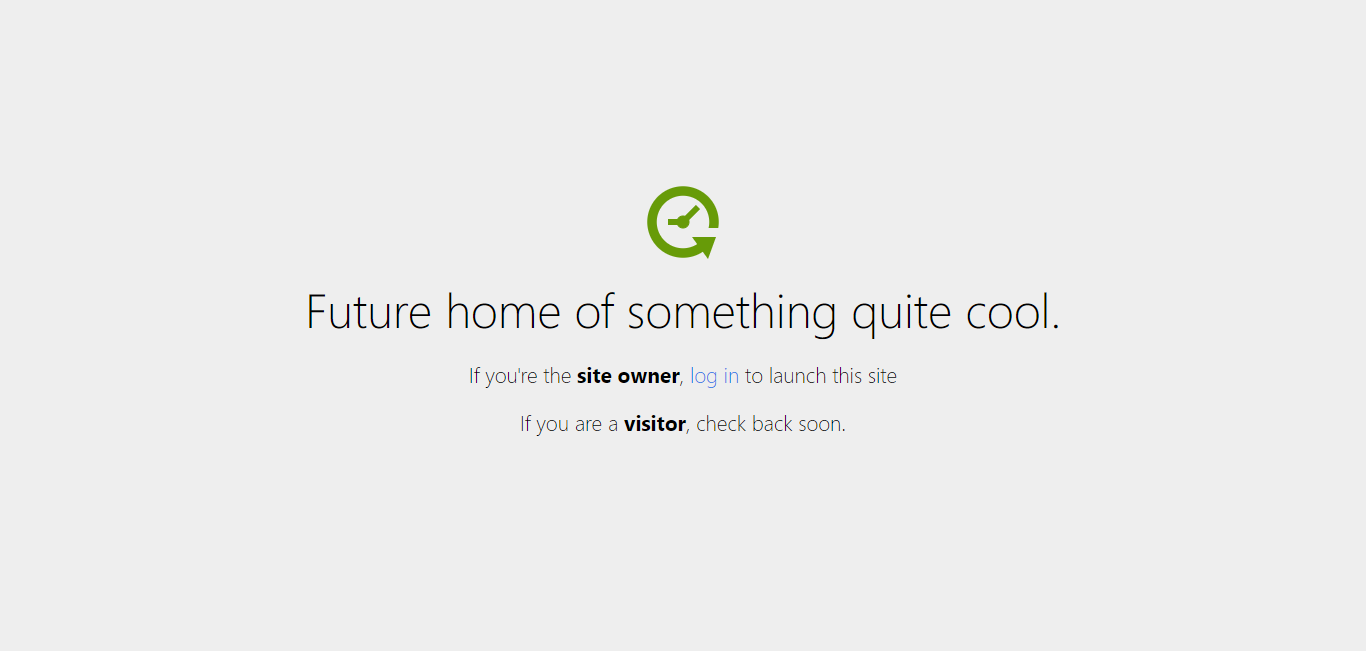 Future home of something quite cool.
If you're the site owner, log in to launch this site
If you are a visitor, check back soon.